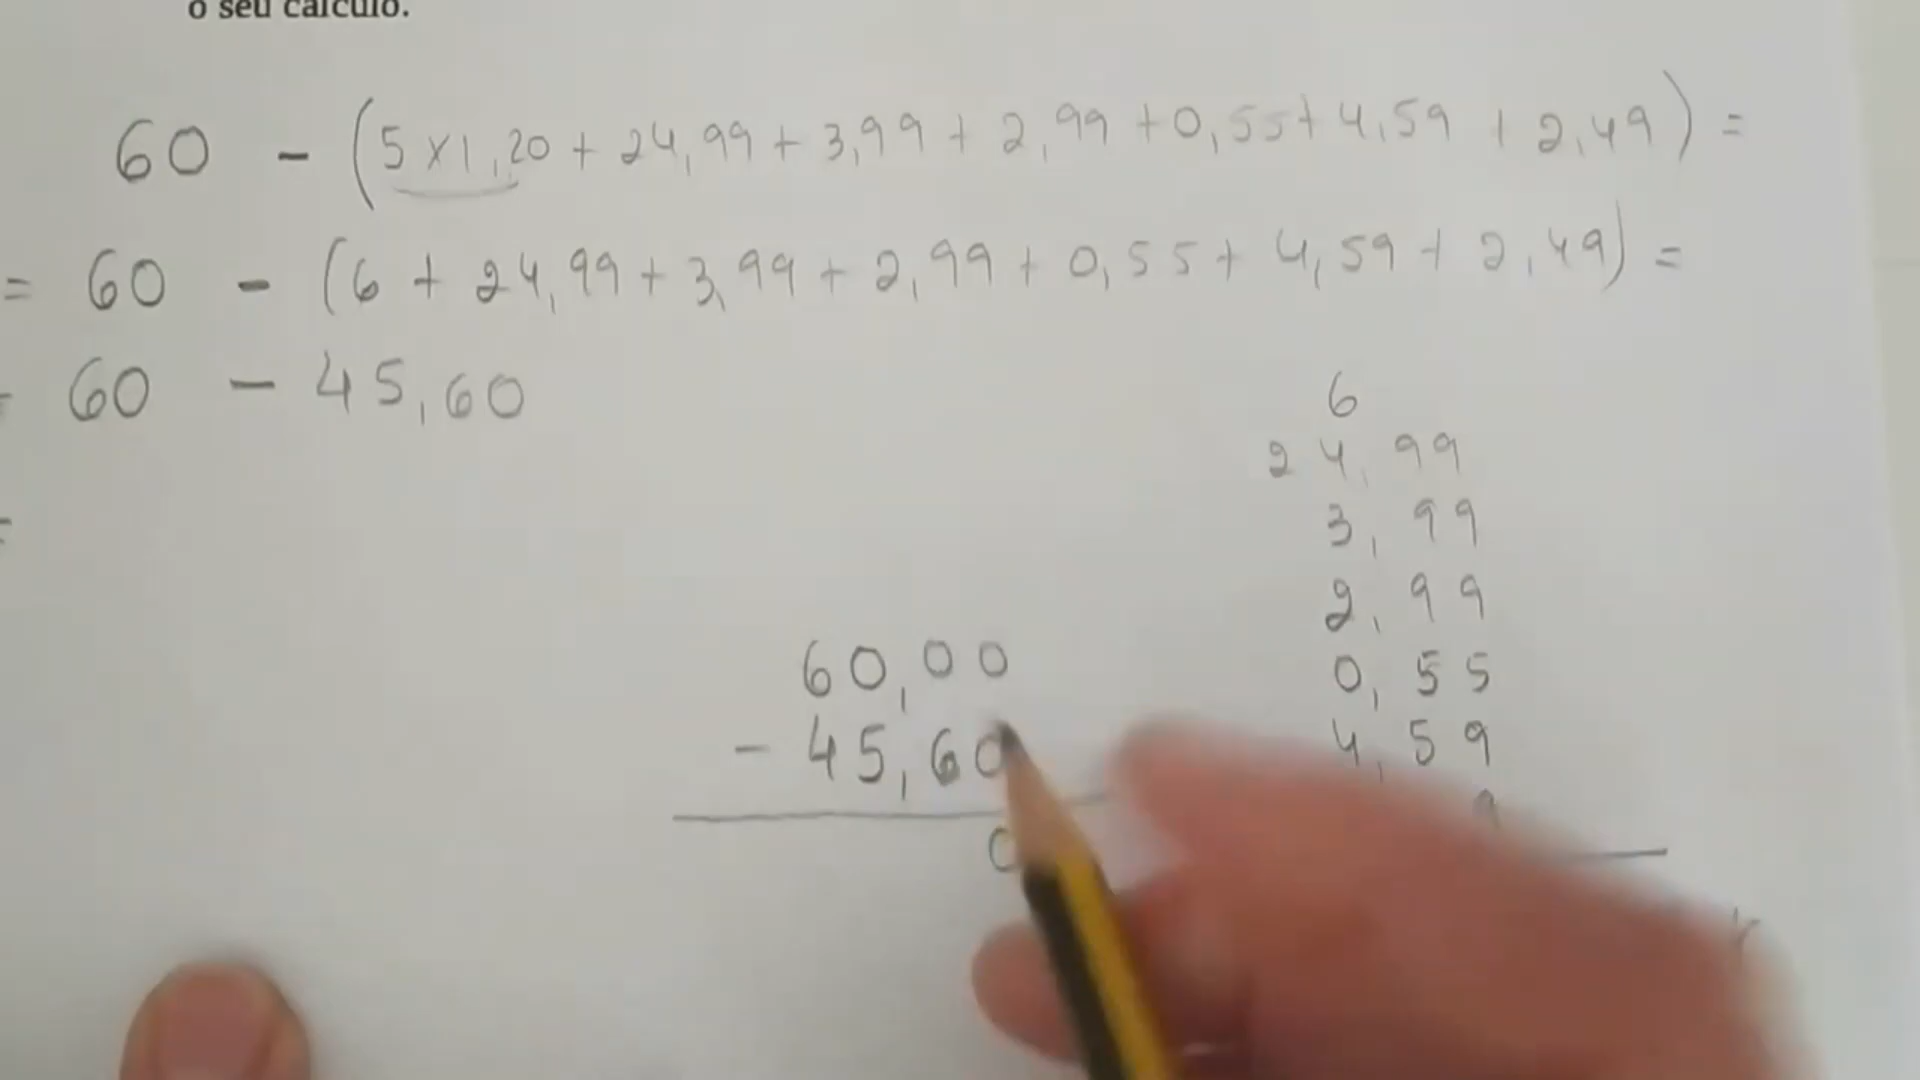 o seu cálculo.
60 - (5 x 1,20 + 24,99 + 3,99 + 2,99 + 0,55 + 4,59 + 2,49) =
= 60 - (6 + 24,99 + 3,99 + 2,99 + 0,55 + 4,59 + 2,49) =
= 60 - 45,60
=
60,00
- 45,60
0
6
24,99
3,99
2,99
0,55
4,59
9